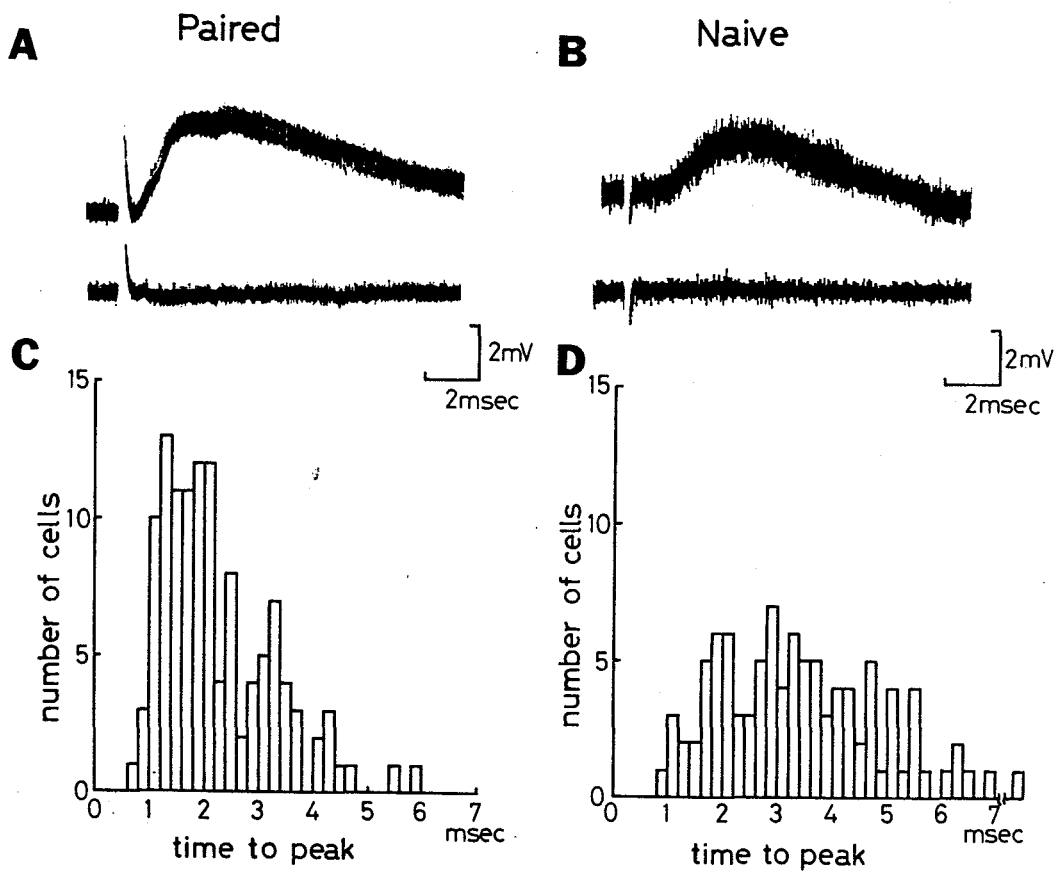 A
Paired
B
Naive
2mV
2msec
2mV
2msec
C
15
10
5
0
number of cells
0 1 2 3 4 5 6 7
msec
time to peak
D
15
10
5
0
number of cells
0 1 2 3 4 5 6 7
msec
time to peak